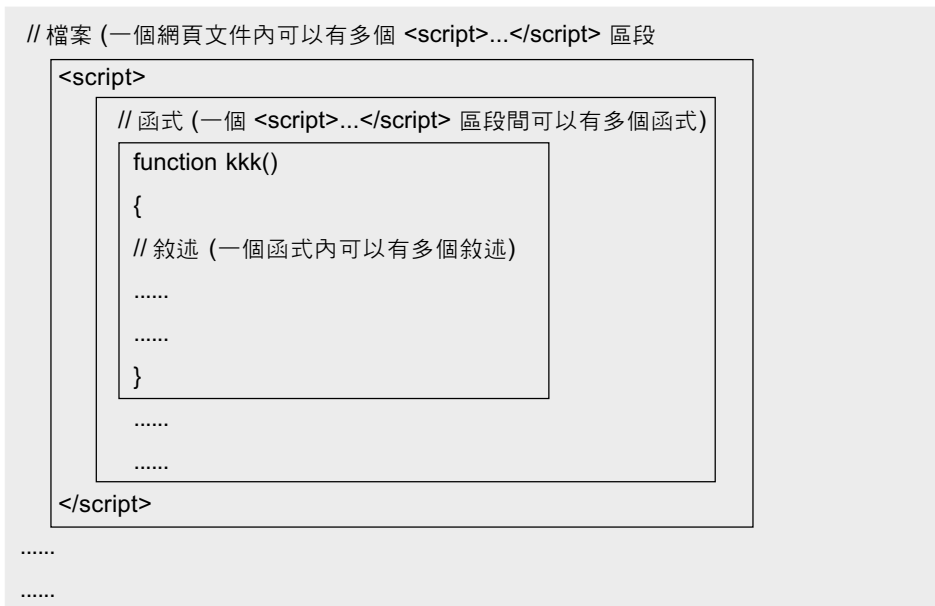 // 檔案 (一個網頁文件內可以有多個 <script>...</script> 區段
<script>
// 函式 (一個 <script>...</script> 區段間可以有多個函式)
function kkk()
{
// 敘述 (一個函式內可以有多個敘述)
......
......
}
......
......
</script>
......
......